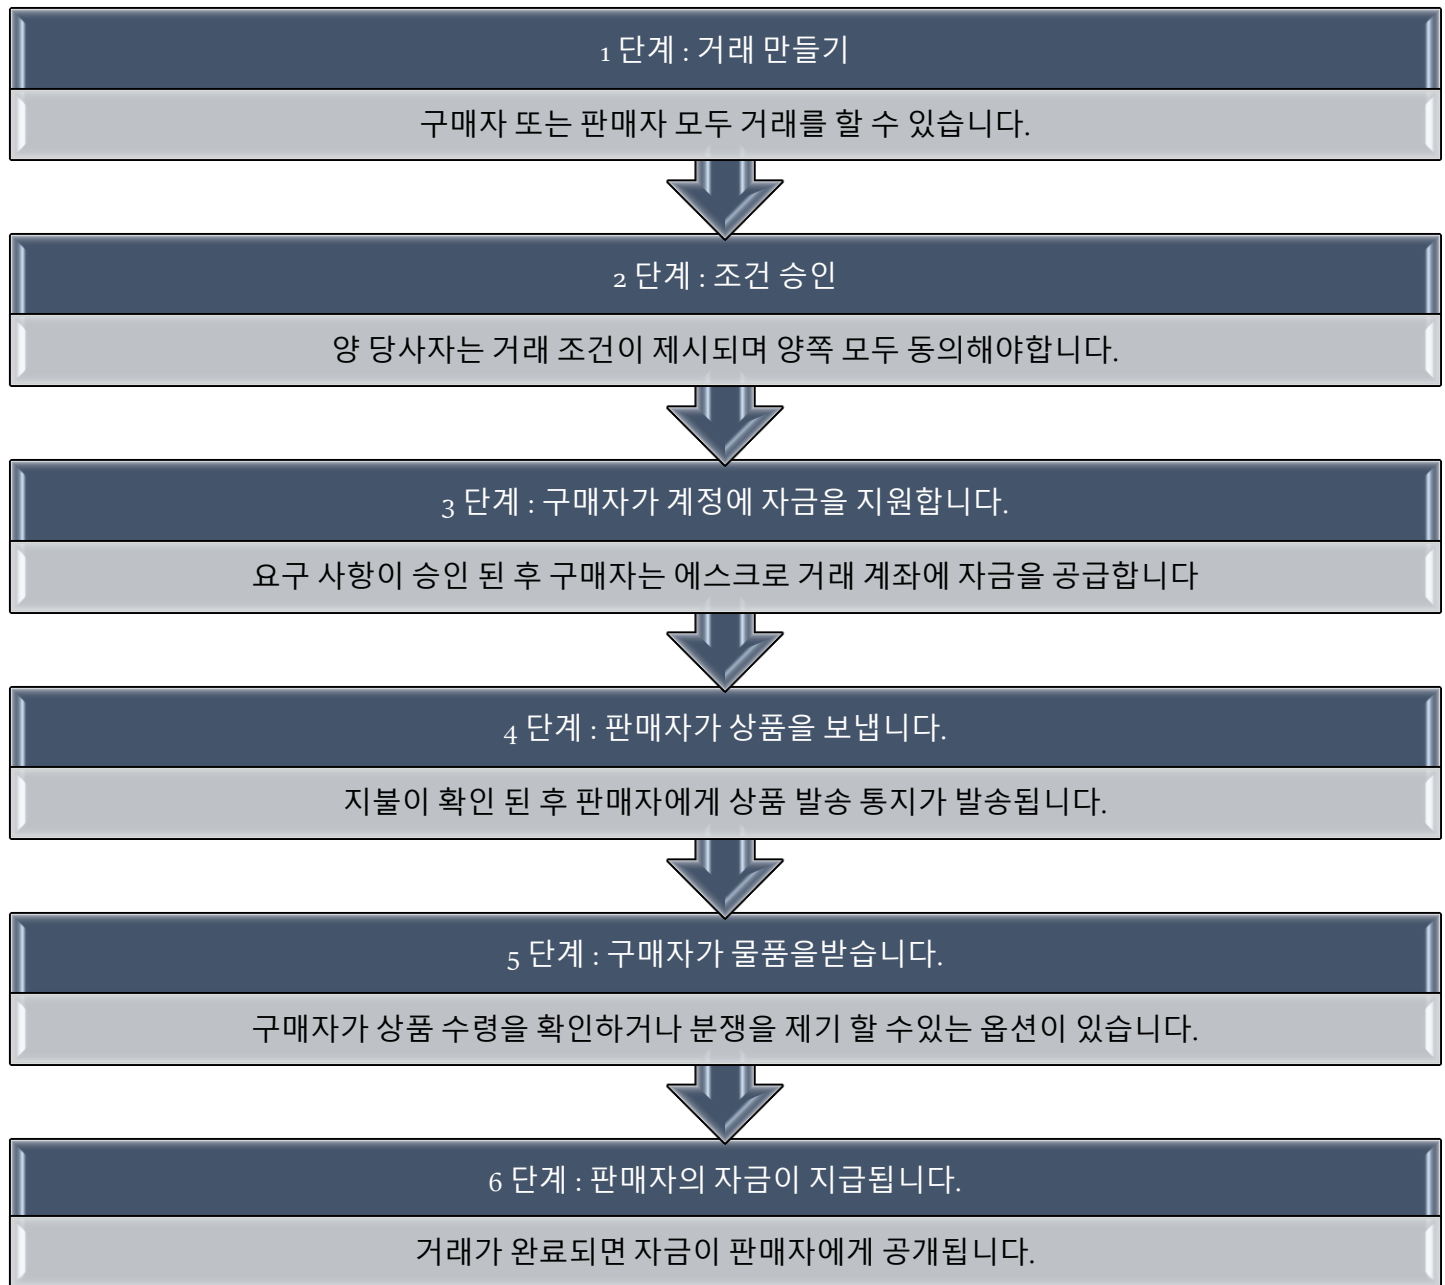 1 단계 : 거래 만들기
구매자 또는 판매자 모두 거래를 할 수 있습니다.
2 단계 : 조건 승인
양 당사자는 거래 조건이 제시되며 양쪽 모두 동의해야합니다.
3 단계 : 구매자가 계정에 자금을 지원합니다.
요구 사항이 승인 된 후 구매자는 에스크로 거래 계좌에 자금을 공급합니다
4 단계 : 판매자가 상품을 보냅니다.
지불이 확인 된 후 판매자에게 상품 발송 통지가 발송됩니다.
5 단계 : 구매자가 물품을받습니다.
구매자가 상품 수령을 확인하거나 분쟁을 제기 할 수있는 옵션이 있습니다.
6 단계 : 판매자의 자금이 지급됩니다.
거래가 완료되면 자금이 판매자에게 공개됩니다.